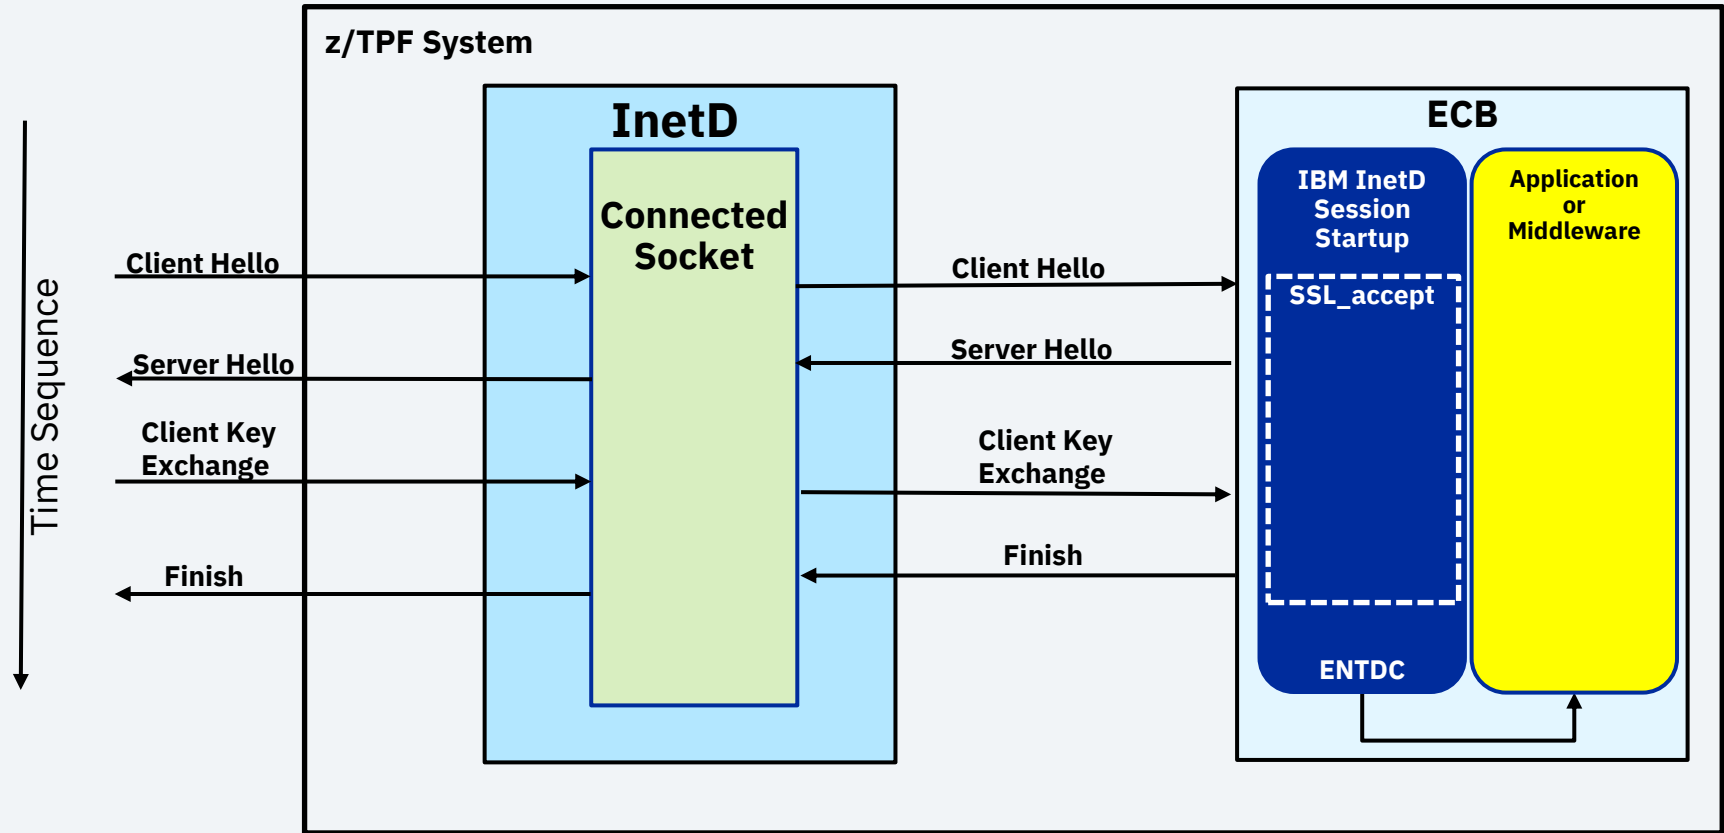 z/TPF System
InetD
ECB
Connected
Socket
IBM InetD
Session
Startup
SSL_accept
ENTDC
Application
or
Middleware
Time Sequence
Client Hello
Client Hello
Server Hello
Server Hello
Client Key
Exchange
Client Key
Exchange
Finish
Finish